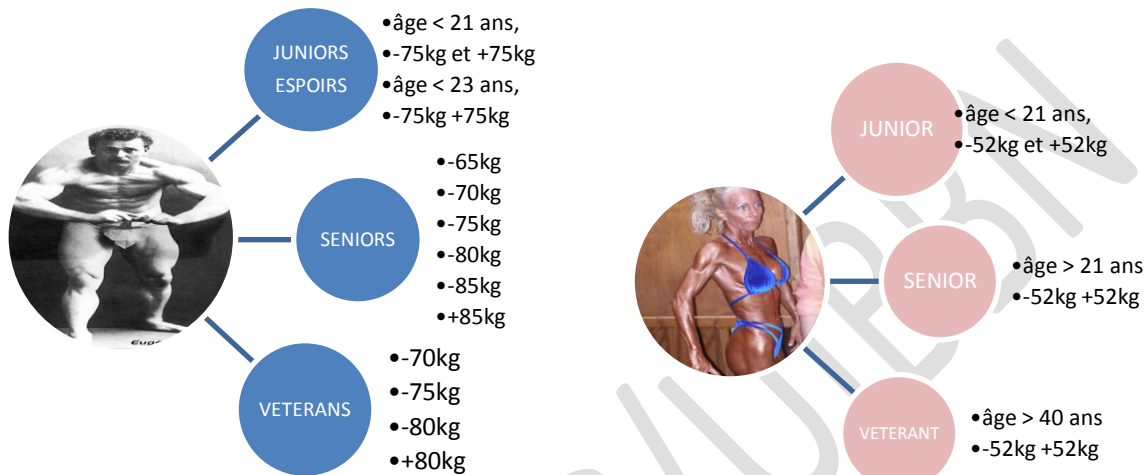 JUNIORS
ESPOIRS
•âge < 21 ans,
•-75kg et +75kg
•âge < 23 ans,
•-75kg +75kg
SENIORS
•-65kg
•-70kg
•-75kg
•-80kg
•-85kg
•+85kg
VETERANS
•-70kg
•-75kg
•-80kg
•+80kg
JUNIOR
•âge < 21 ans,
•-52kg et +52kg
SENIOR
•âge > 21 ans
•-52kg +52kg
VETERANT
•âge > 40 ans
•-52kg +52kg